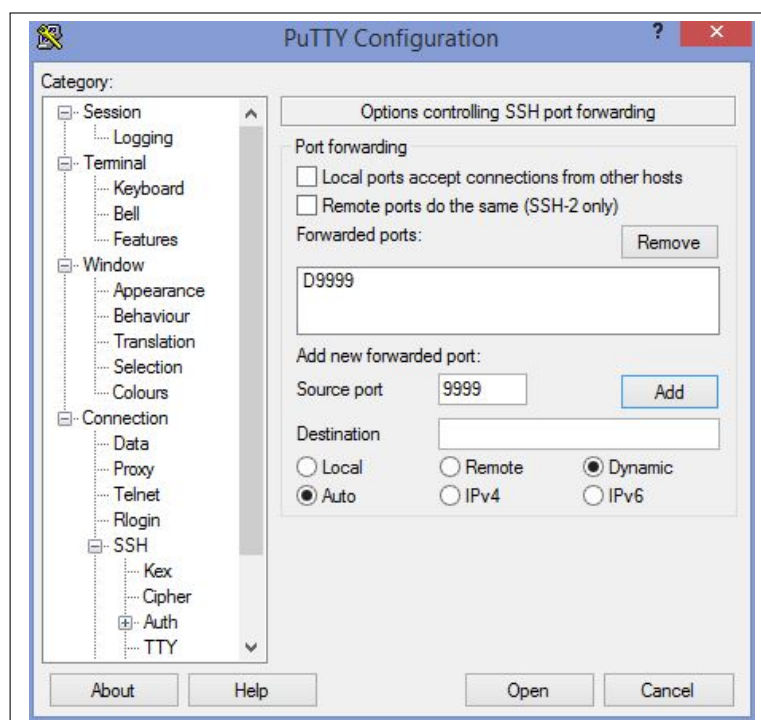 PuTTY Configuration
?
Category:
Session
Logging
Terminal
Keyboard
Bell
Features
Window
Appearance
Behaviour
Translation
Selection
Colours
Connection
Data
Proxy
Telnet
Rlogin
SSH
Kex
Cipher
Auth
TTY
Options controlling SSH port forwarding
Port forwarding
Local ports accept connections from other hosts
Remote ports do the same (SSH-2 only)
Forwarded ports:
Remove
D9999
Add new forwarded port:
Source port 9999 Add
Destination
Local Remote Dynamic
Auto IPv4 IPv6
About Help Open Cancel